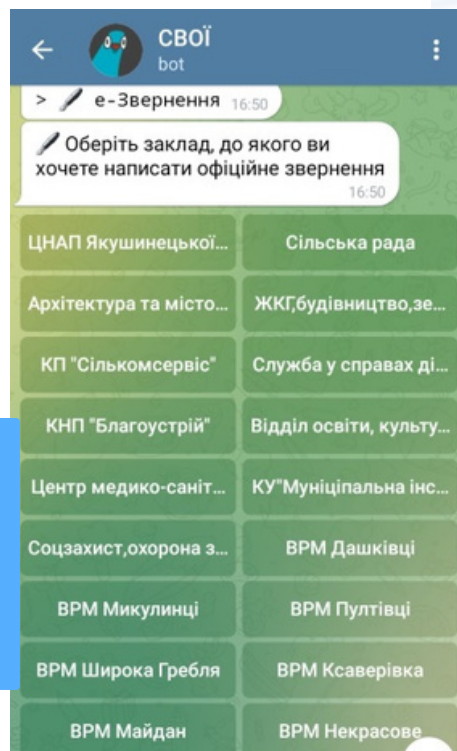 СВОЇ
bot
> е-Звернення 16:50
Оберіть заклад, до якого ви
хочете написати офіційне звернення
16:50
ЦНАП Якушинецької... Сільська рада
Архітектура та місто... ЖКГ,будівництво,зе...
КП "Сількомсервіс" Служба у справах ді...
КНП "Благоустрій" Відділ освіти, культу...
Центр медико-саніт... КУ"Муніципальна інс...
Соцзахист,охорона з... ВРМ Дашківці
ВРМ Микулинці ВРМ Пултівці
ВРМ Широка Гребля ВРМ Ксаверівка
ВРМ Майдан ВРМ Некрасове